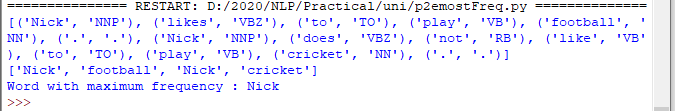 ============== RESTART: D:/2020/NLP/Practical/uni/p2emostFreq.py ==============
[('Nick', 'NNP'), ('likes', 'VBZ'), ('to', 'TO'), ('play', 'VB'), ('football', '
NN'), ('.', '.'), ('Nick', 'NNP'), ('does', 'VBZ'), ('not', 'RB'), ('like', 'VB'
), ('to', 'TO'), ('play', 'VB'), ('cricket', 'NN'), ('.', '.')]
['Nick', 'football', 'Nick', 'cricket']
Word with maximum frequency : Nick
>>>